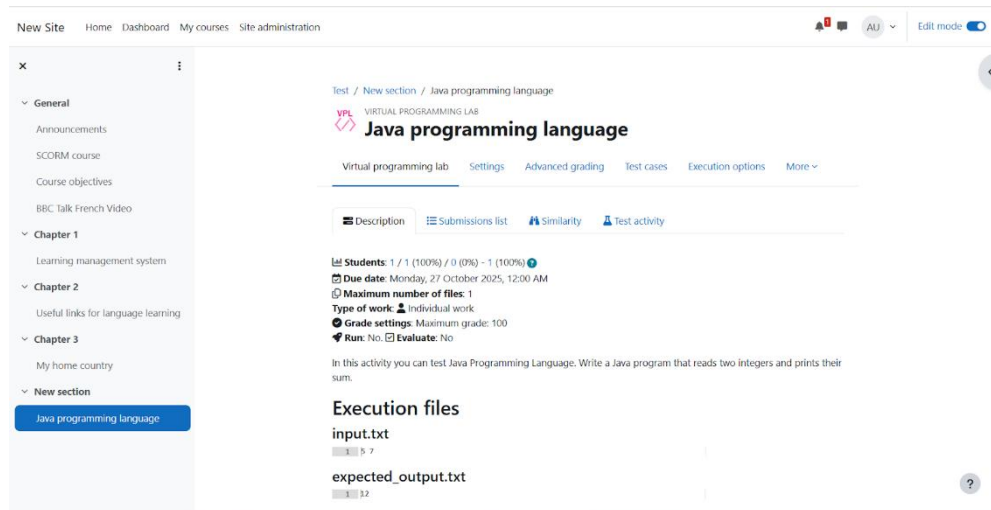 New Site Home Dashboard My courses Site administration 1 AU Edit mode
General
Announcements
SCORM course
Course objectives
BBC Talk French Video
Chapter 1
Learning management system
Chapter 2
Useful links for language learning
Chapter 3
My home country
New section
Java programming language
Test / New section / Java programming language
VPL VIRTUAL PROGRAMMING LAB
Java programming language
Virtual programming lab Settings Advanced grading Test cases Execution options More
Description Submissions list Similarity Test activity
Students: 1 / 1 (100%) / 0 (0%) - 1 (100%) ?
Due date: Monday, 27 October 2025, 12:00 AM
Maximum number of files: 1
Type of work: Individual work
Grade settings: Maximum grade: 100
Run: No. Evaluate: No
In this activity you can test Java Programming Language. Write a Java program that reads two integers and prints their
sum.
Execution files
input.txt
1 5 7
expected_output.txt
1 12
?